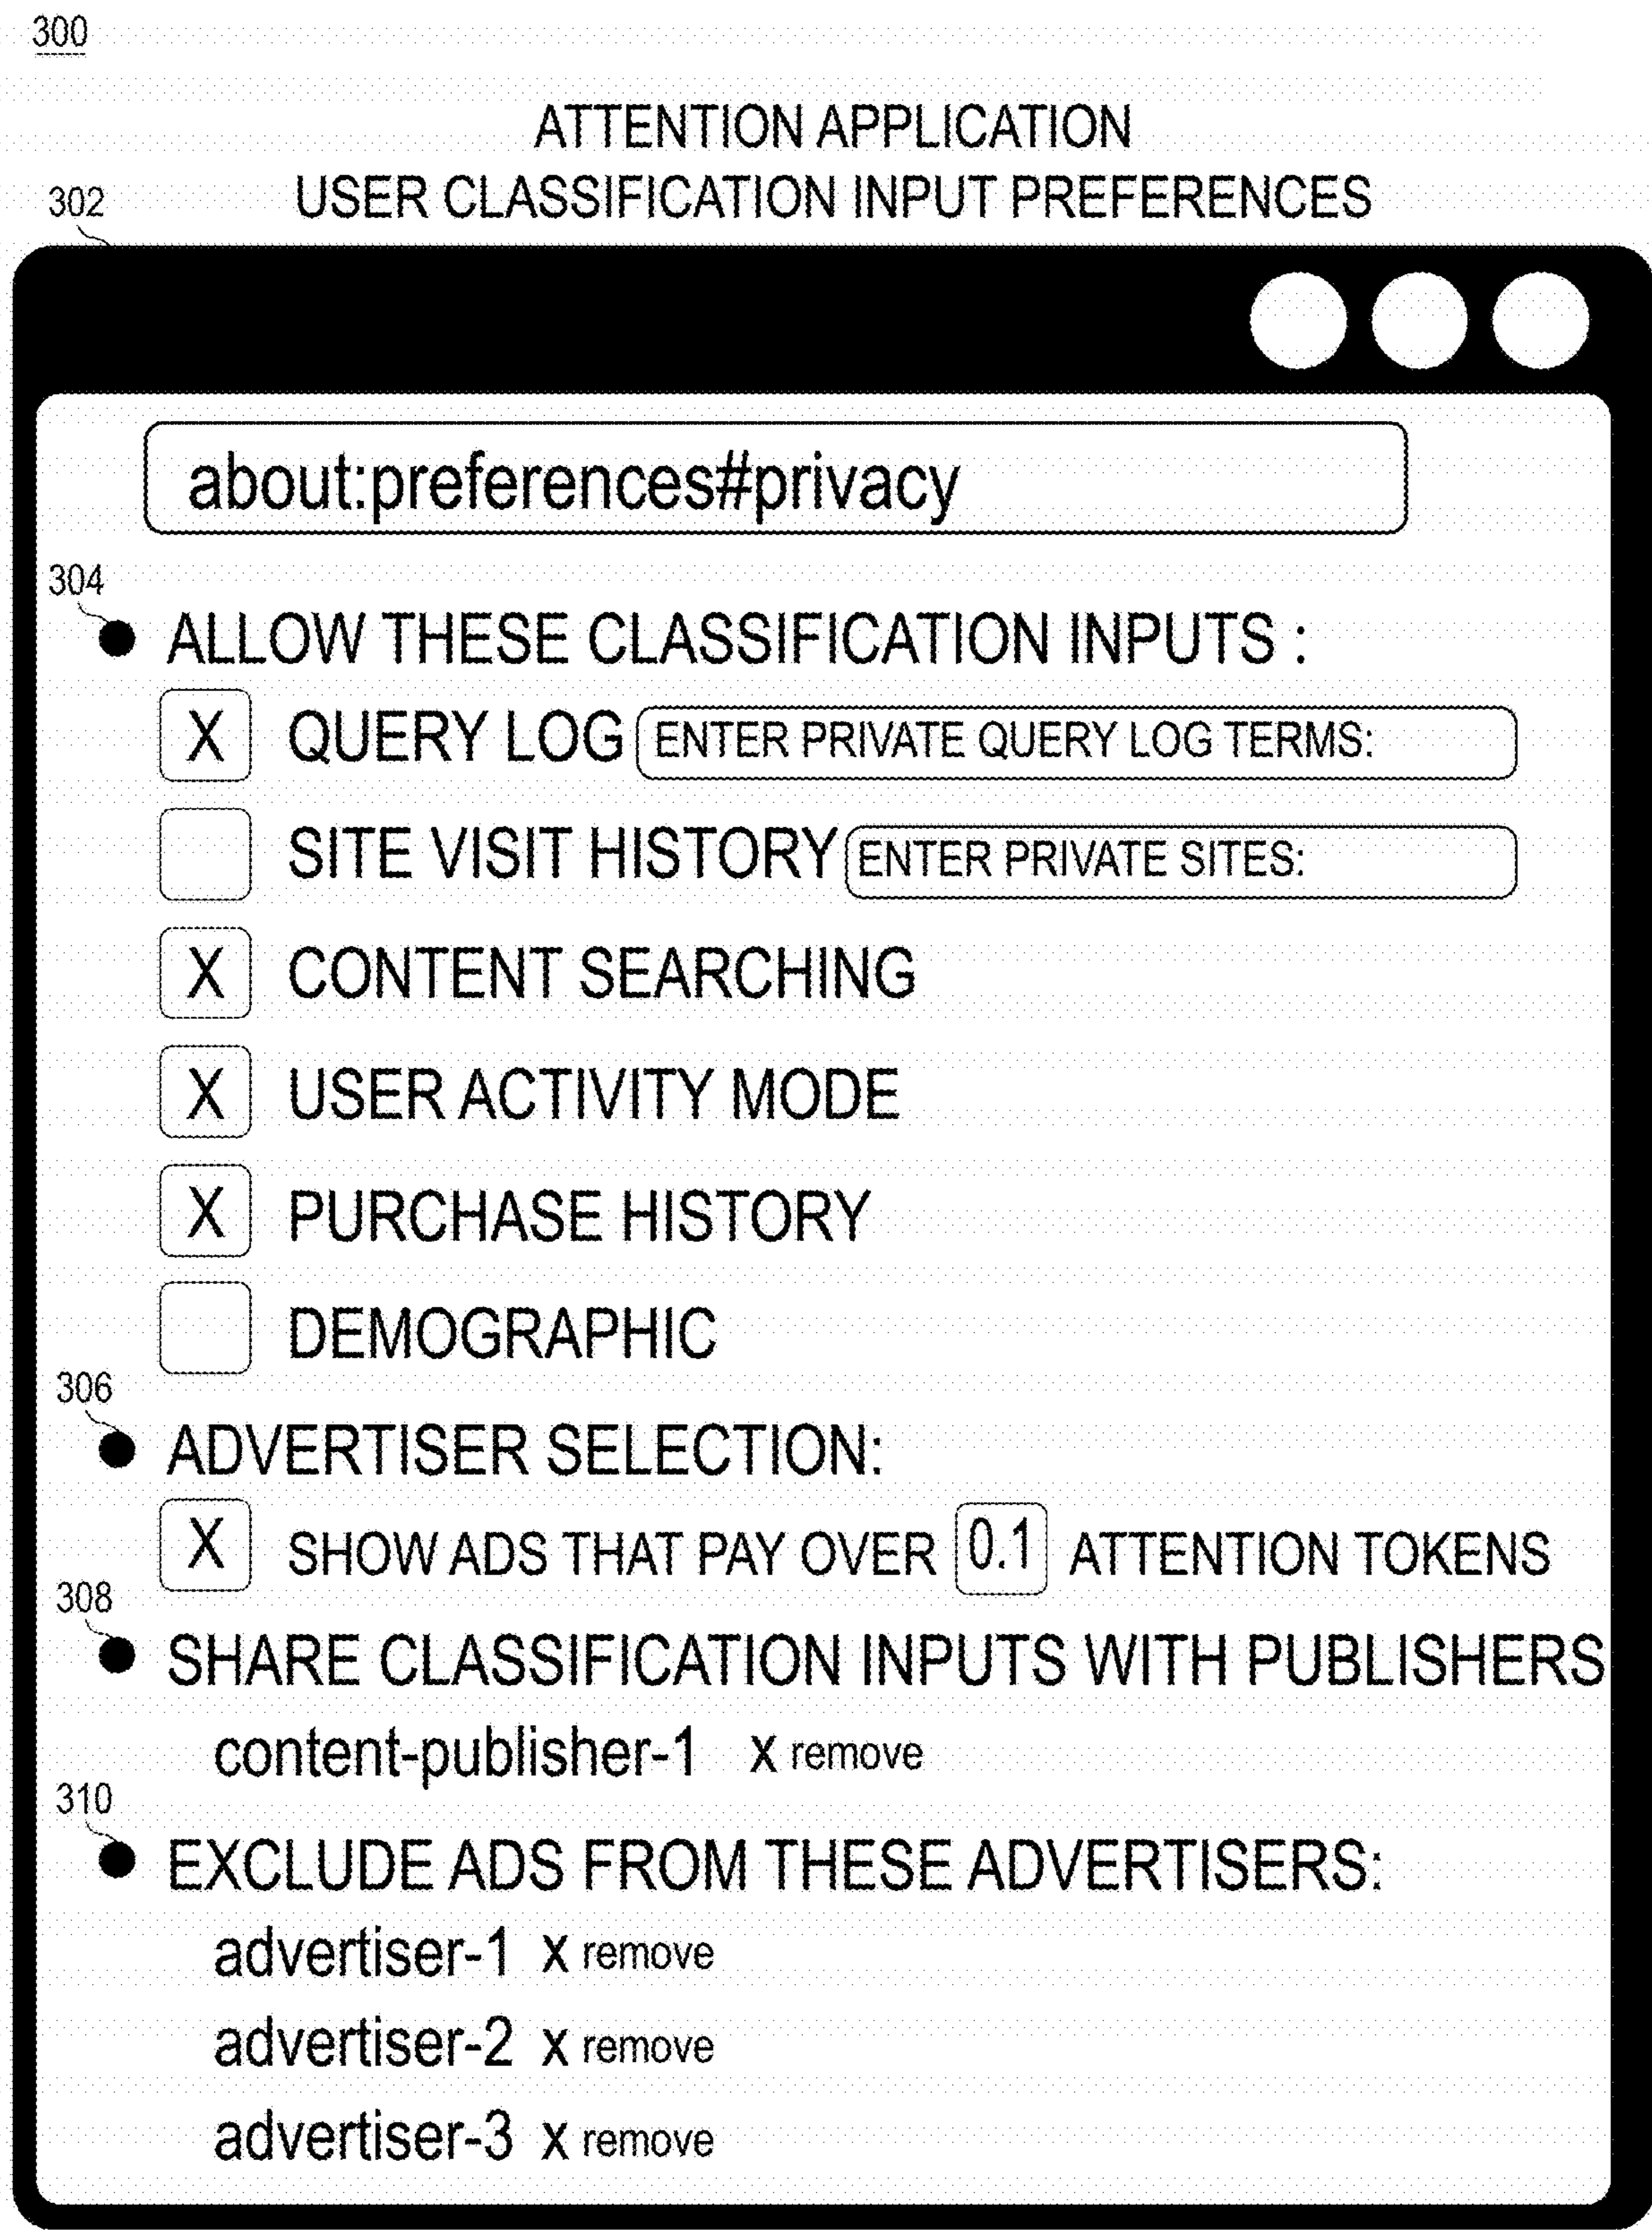 300
ATTENTION APPLICATION
USER CLASSIFICATION INPUT PREFERENCES
302
about:preferences#privacy
304
ALLOW THESE CLASSIFICATION INPUTS :
X QUERY LOG ENTER PRIVATE QUERY LOG TERMS:
SITE VISIT HISTORY ENTER PRIVATE SITES:
X CONTENT SEARCHING
X USER ACTIVITY MODE
X PURCHASE HISTORY
DEMOGRAPHIC
306
ADVERTISER SELECTION:
X SHOW ADS THAT PAY OVER 0.1 ATTENTION TOKENS
308
SHARE CLASSIFICATION INPUTS WITH PUBLISHERS
content-publisher-1 X remove
310
EXCLUDE ADS FROM THESE ADVERTISERS:
advertiser-1 X remove
advertiser-2 X remove
advertiser-3 X remove